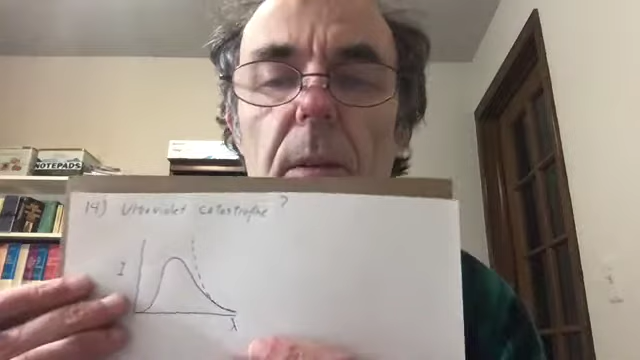 NOTEPADS
14) Ultraviolet catastrophe ?
I
λ